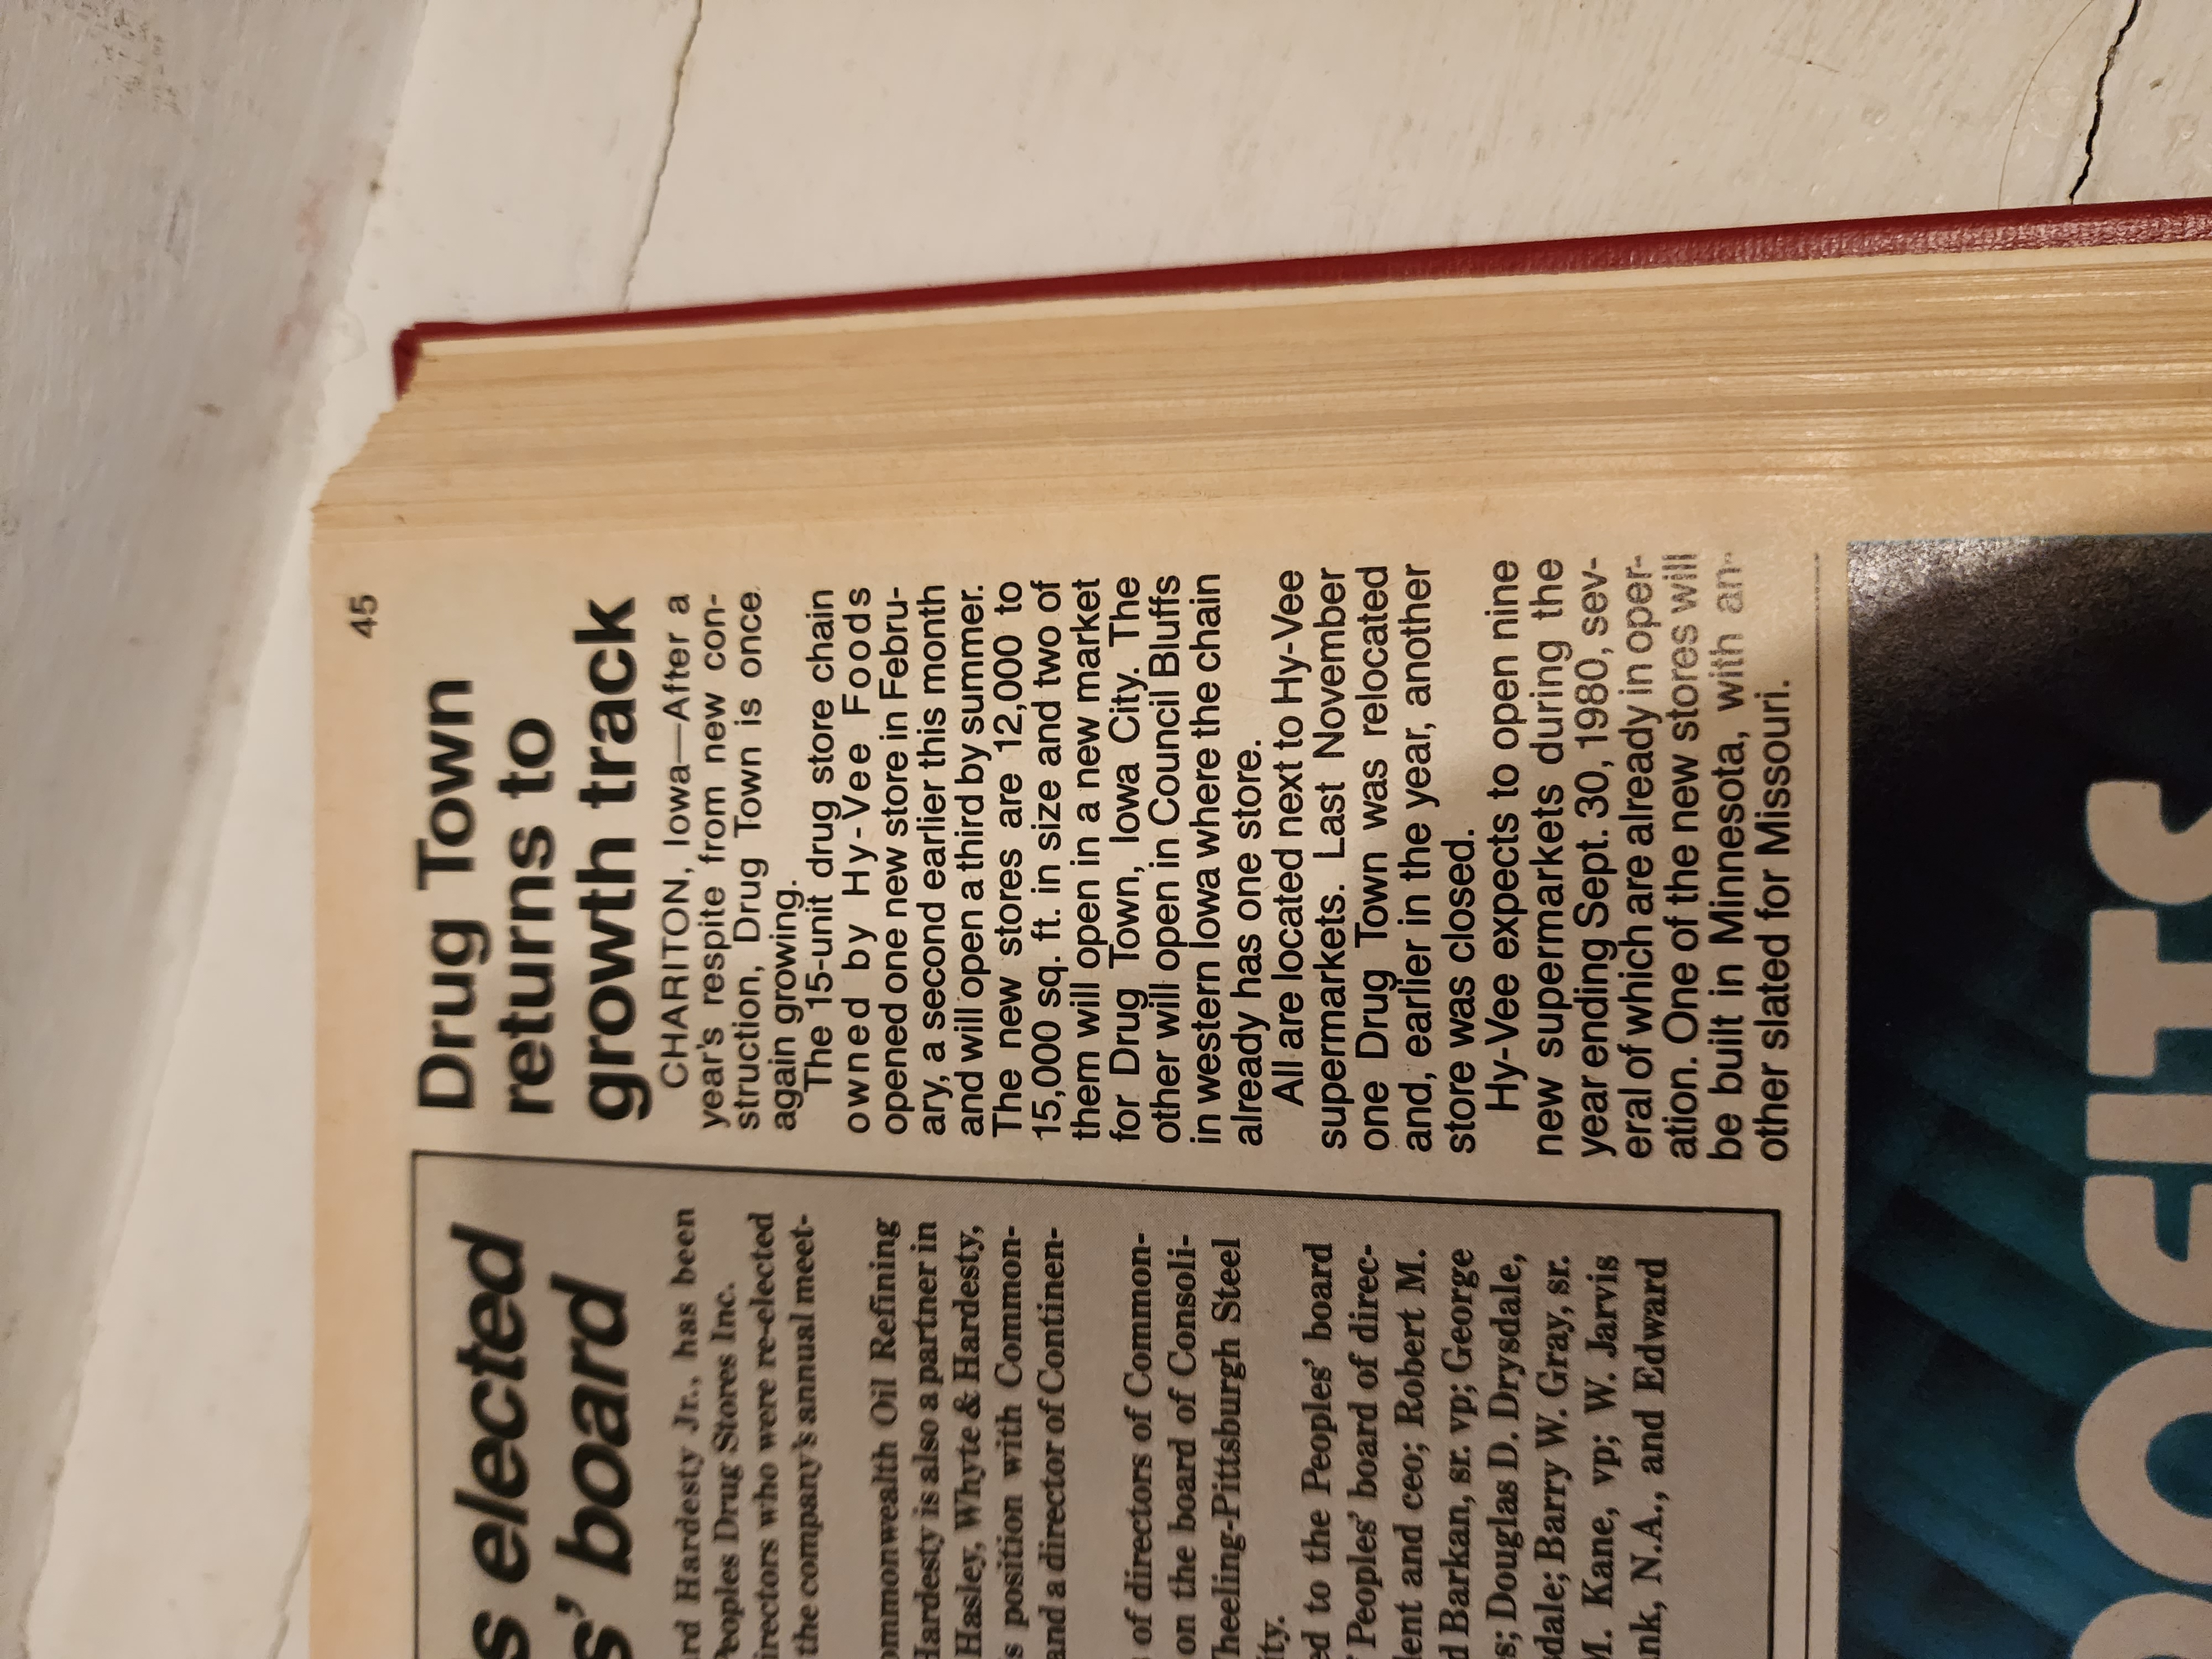 45
s elected
s' board
rd Hardesty Jr., has been
Peoples Drug Stores Inc.
irectors who were re-elected
the company's annual meet-
ommonwealth Oil Refining
Hardesty is also a partner in
Hasley, Whyte & Hardesty,
s position with Common-
and a director of Continen-
of directors of Common-
on the board of Consoli-
heeling-Pittsburgh Steel
ity.
ed to the Peoples' board
Peoples' board of direc-
dent and ceo; Robert M.
d Barkan, sr. vp; George
s; Douglas D. Drysdale,
sdale; Barry W. Gray, sr.
M. Kane, vp; W. Jarvis
ank, N.A., and Edward
Drug Town
returns to
growth track
CHARITON, Iowa—After a
year's respite from new con-
struction, Drug Town is once
again growing.
The 15-unit drug store chain
owned by Hy-Vee Foods
opened one new store in Febru-
ary, a second earlier this month
and will open a third by summer.
The new stores are 12,000 to
15,000 sq. ft. in size and two of
them will open in a new market
for Drug Town, Iowa City. The
other will open in Council Bluffs
in western Iowa where the chain
already has one store.
All are located next to Hy-Vee
supermarkets. Last November
one Drug Town was relocated
and, earlier in the year, another
store was closed.
Hy-Vee expects to open nine
new supermarkets during the
year ending Sept. 30, 1980, sev-
eral of which are already in oper-
ation. One of the new stores will
be built in Minnesota, with an-
other slated for Missouri.
OFITS